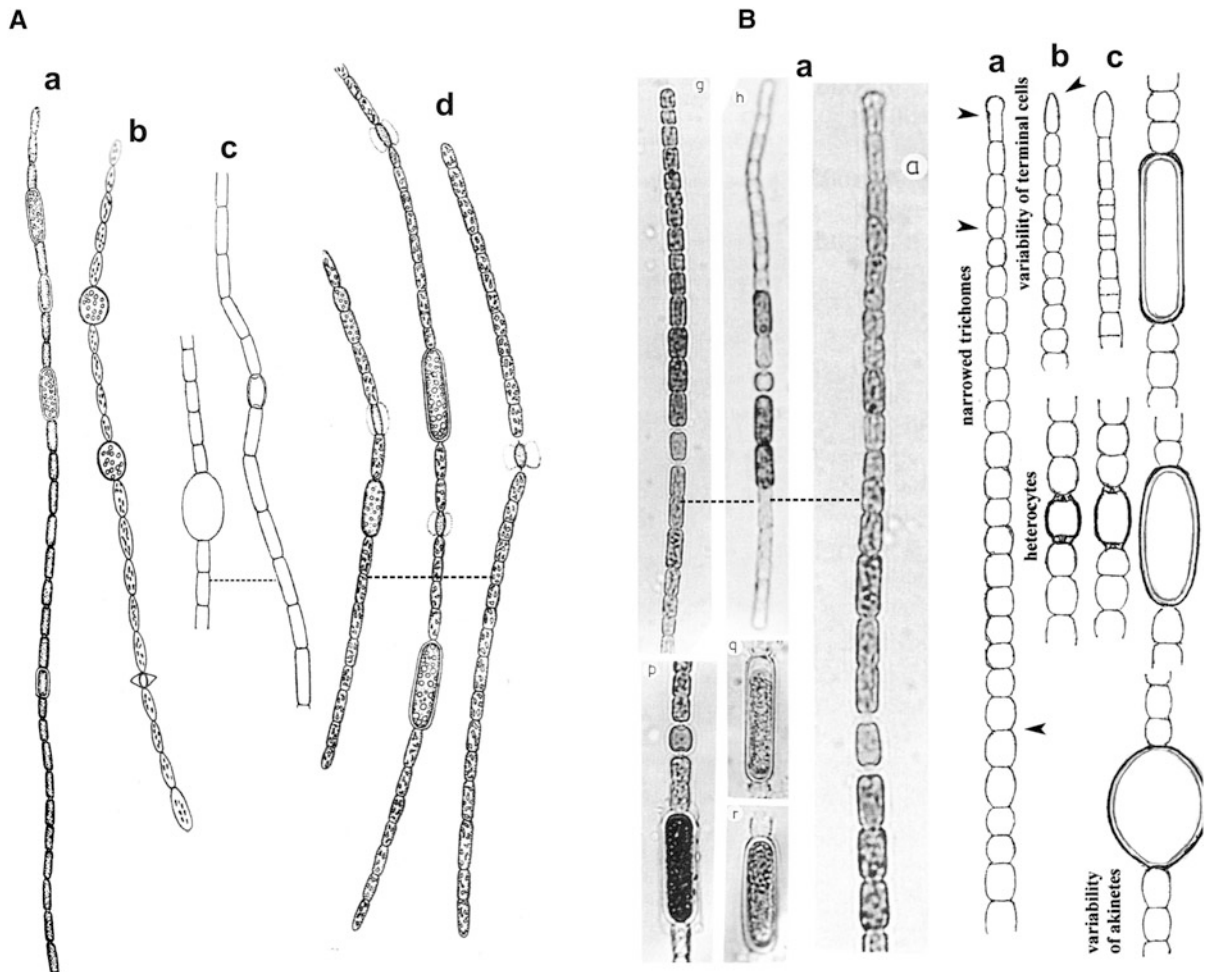 A
a
b
c
d
B
a
g
h
a
p
q
r
a
b
c
narrowed trichomes
variability of terminal cells
heterocytes
variability
of akinetes